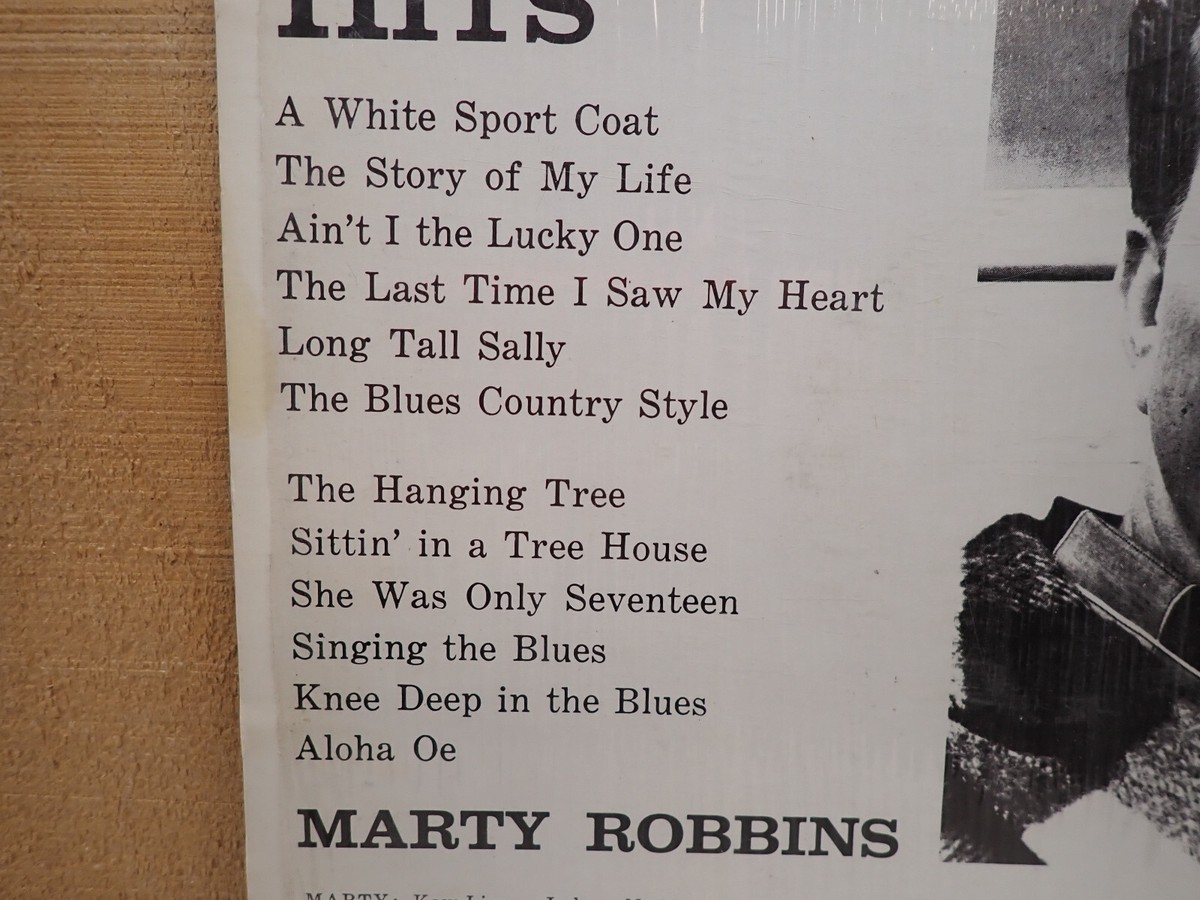 A White Sport Coat
The Story of My Life
Ain't I the Lucky One
The Last Time I Saw My Heart
Long Tall Sally
The Blues Country Style
The Hanging Tree
Sittin' in a Tree House
She Was Only Seventeen
Singing the Blues
Knee Deep in the Blues
Aloha Oe
MARTY ROBBINS